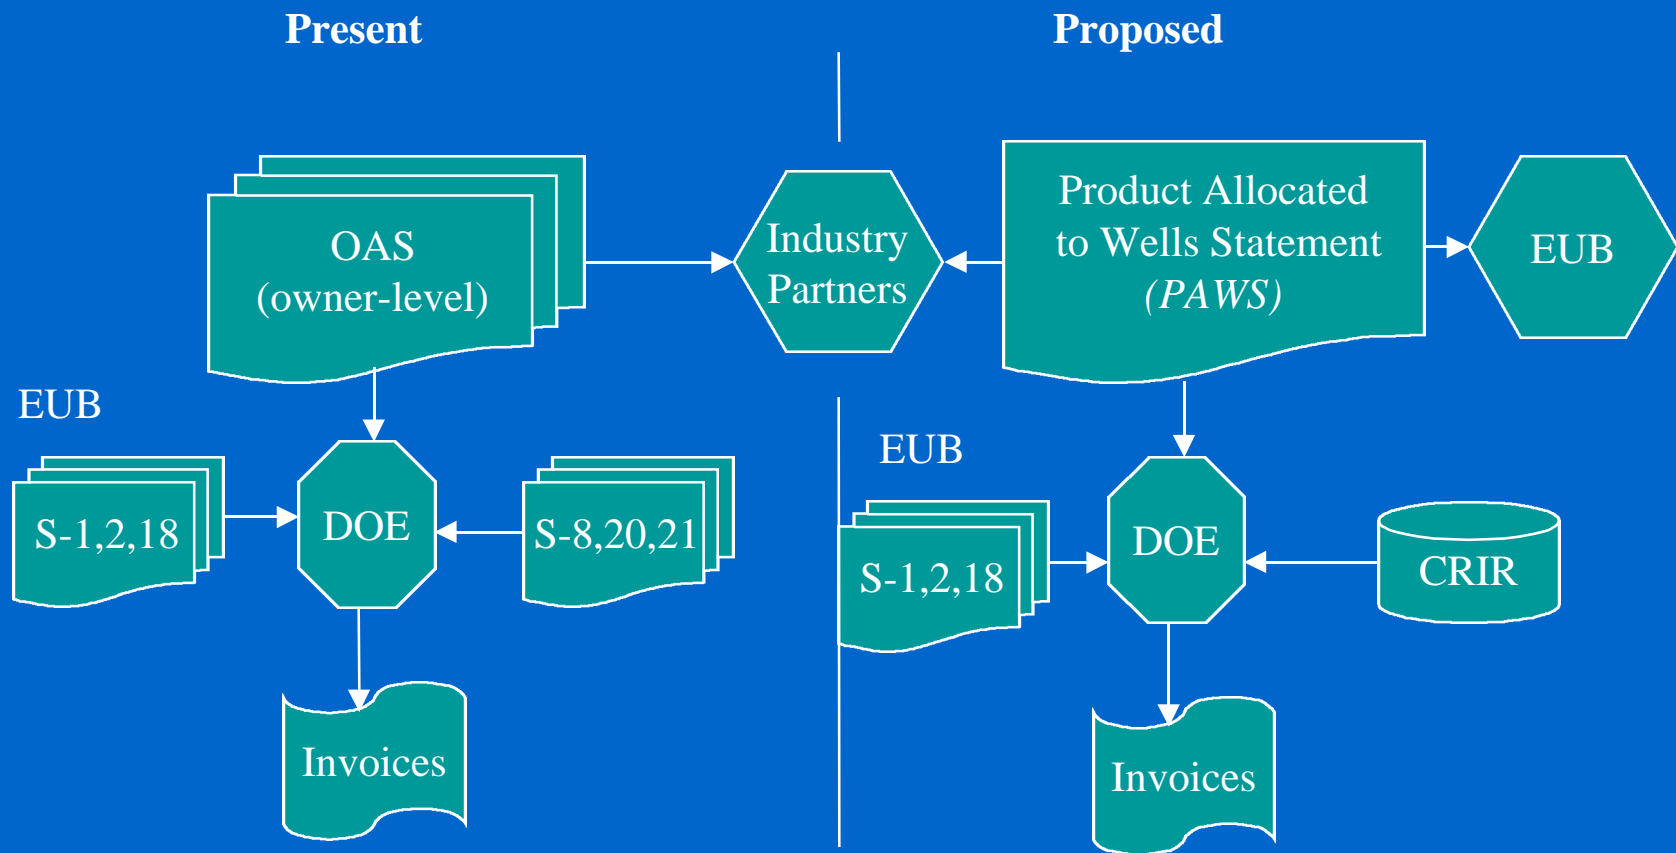 Present
Proposed
OAS
(owner-level)
Industry
Partners
Product Allocated
to Wells Statement
(PAWS)
EUB
EUB
S-1,2,18
DOE
S-8,20,21
Invoices
EUB
S-1,2,18
DOE
CRIR
Invoices